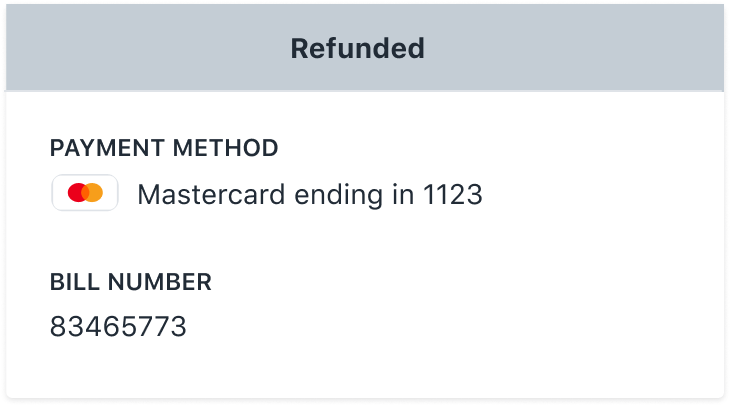 Refunded
PAYMENT METHOD
Mastercard ending in 1123
BILL NUMBER
83465773